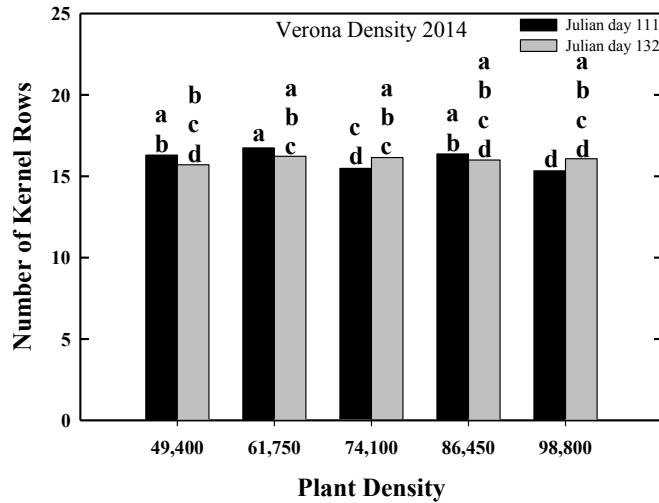 Verona Density 2014
Julian day 111
Julian day 132
Number of Kernel Rows
25
20
15
10
5
0
a
b
b
c
d
a
a
b
c
c
d
a
b
c
a
b
a
b
c
d
d
a
b
c
d
49,400 61,750 74,100 86,450 98,800
Plant Density